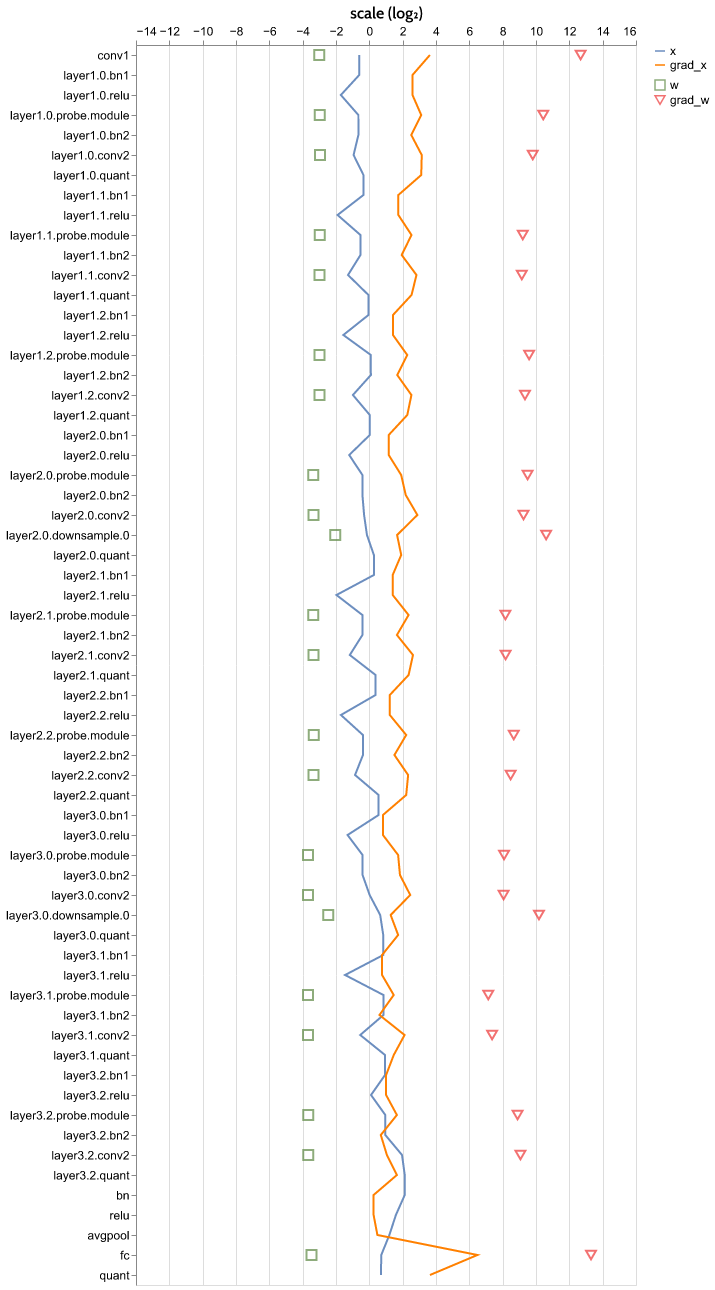 scale (log₂)
−14 −12 −10 −8 −6 −4 −2 0 2 4 6 8 10 12 14 16
x
grad_x
w
grad_w
conv1
layer1.0.bn1
layer1.0.relu
layer1.0.probe.module
layer1.0.bn2
layer1.0.conv2
layer1.0.quant
layer1.1.bn1
layer1.1.relu
layer1.1.probe.module
layer1.1.bn2
layer1.1.conv2
layer1.1.quant
layer1.2.bn1
layer1.2.relu
layer1.2.probe.module
layer1.2.bn2
layer1.2.conv2
layer1.2.quant
layer2.0.bn1
layer2.0.relu
layer2.0.probe.module
layer2.0.bn2
layer2.0.conv2
layer2.0.downsample.0
layer2.0.quant
layer2.1.bn1
layer2.1.relu
layer2.1.probe.module
layer2.1.bn2
layer2.1.conv2
layer2.1.quant
layer2.2.bn1
layer2.2.relu
layer2.2.probe.module
layer2.2.bn2
layer2.2.conv2
layer2.2.quant
layer3.0.bn1
layer3.0.relu
layer3.0.probe.module
layer3.0.bn2
layer3.0.conv2
layer3.0.downsample.0
layer3.0.quant
layer3.1.bn1
layer3.1.relu
layer3.1.probe.module
layer3.1.bn2
layer3.1.conv2
layer3.1.quant
layer3.2.bn1
layer3.2.relu
layer3.2.probe.module
layer3.2.bn2
layer3.2.conv2
layer3.2.quant
bn
relu
avgpool
fc
quant